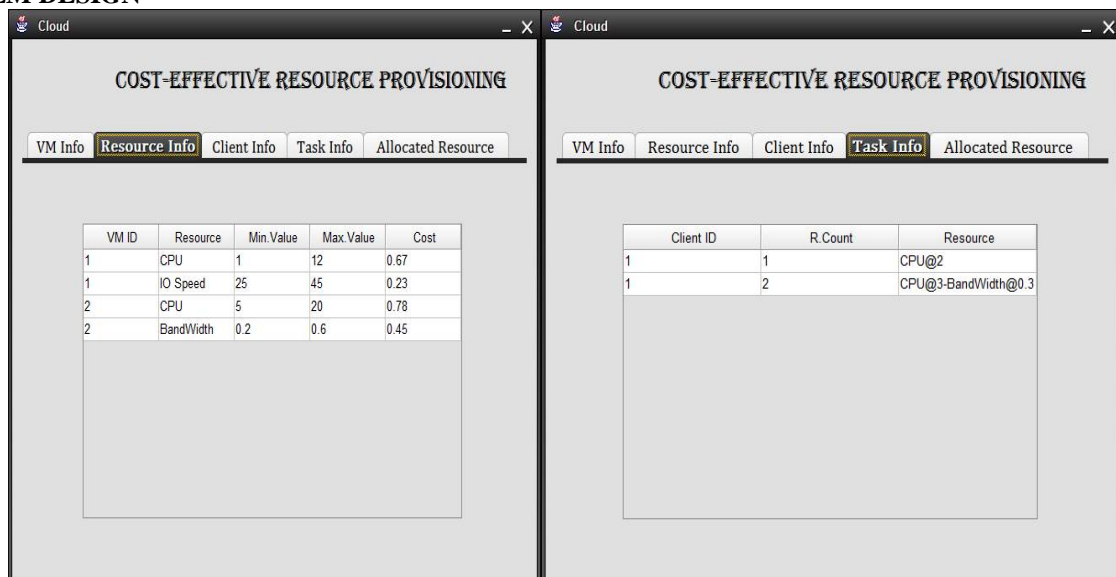 EM DESIGN
Cloud
COST-EFFECTIVE RESOURCE PROVISIONING
VM Info Resource Info Client Info Task Info Allocated Resource
VM ID Resource Min.Value Max.Value Cost
1 CPU 1 12 0.67
1 IO Speed 25 45 0.23
2 CPU 5 20 0.78
2 BandWidth 0.2 0.6 0.45
Cloud
COST-EFFECTIVE RESOURCE PROVISIONING
VM Info Resource Info Client Info Task Info Allocated Resource
Client ID R.Count Resource
1 1 CPU@2
1 2 CPU@3-BandWidth@0.3